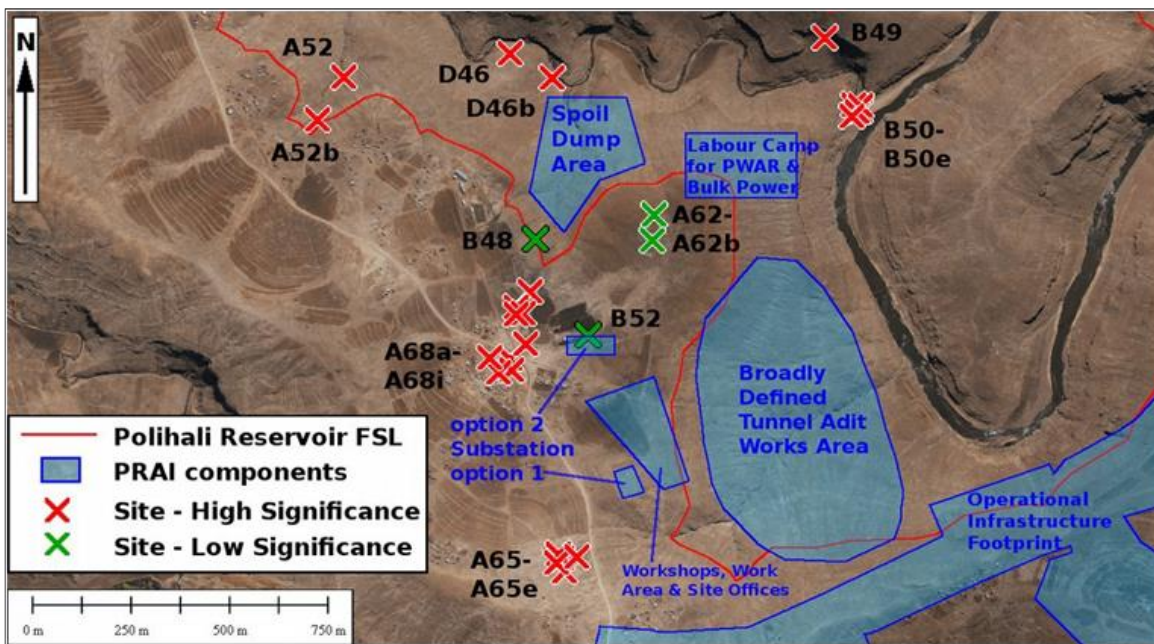 N
A52
A52b
D46
D46b
B49
B50-
B50e
Spoil
Dump
Area
Labour Camp
for PWAR &
Bulk Power
A62-
A62b
B48
B52
A68a-
A68i
Broadly
Defined
Tunnel Adit
Works Area
option 2
Substation
option 1
Operational
Infrastructure
Footprint
A65-
A65e
Workshops, Work
Area & Site Offices
Polihali Reservoir FSL
PRAI components
Site - High Significance
Site - Low Significance
0 m 250 m 500 m 750 m